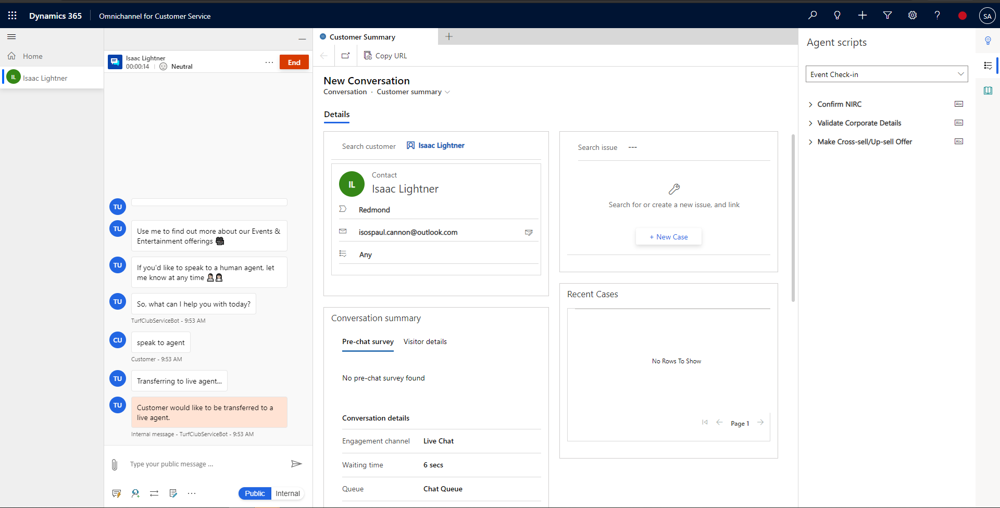 Dynamics 365
Omnichannel for Customer Service
SA
Home
IL
Isaac Lightner
Isaac Lightner
00:00:14
Neutral
End
TU
TU
Use me to find out more about our Events &
Entertainment offerings
TU
If you'd like to speak to a human agent, let
me know at any time
TU
So, what can I help you with today?
TurfClubServiceBot - 9:53 AM
CU
speak to agent
Customer - 9:53 AM
TU
Transferring to live agent...
TU
Customer would like to be transferred to a
live agent.
Internal message - TurfClubServiceBot - 9:53 AM
Type your public message ...
Public
Internal
Customer Summary
Copy URL
New Conversation
Conversation · Customer summary
Details
Search customer
Isaac Lightner
IL
Contact
Isaac Lightner
Redmond
isospaul.cannon@outlook.com
Any
Conversation summary
Pre-chat survey
Visitor details
No pre-chat survey found
Conversation details
Engagement channel
Live Chat
Waiting time
6 secs
Queue
Chat Queue
Search issue
---
Search for or create a new issue, and link
+ New Case
Recent Cases
No Rows To Show
Page 1
Agent scripts
Event Check-in
Confirm NIRC
Abc
Validate Corporate Details
Abc
Make Cross-sell/Up-sell Offer
Abc